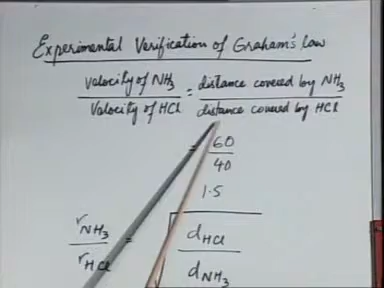 Experimental Verification of Graham's law
velocity of NH3 = distance covered by NH3
Velocity of HCl distance covered by HCl
= 60
40
1.5
rNH3 = √ dHCl
rHCl dNH3